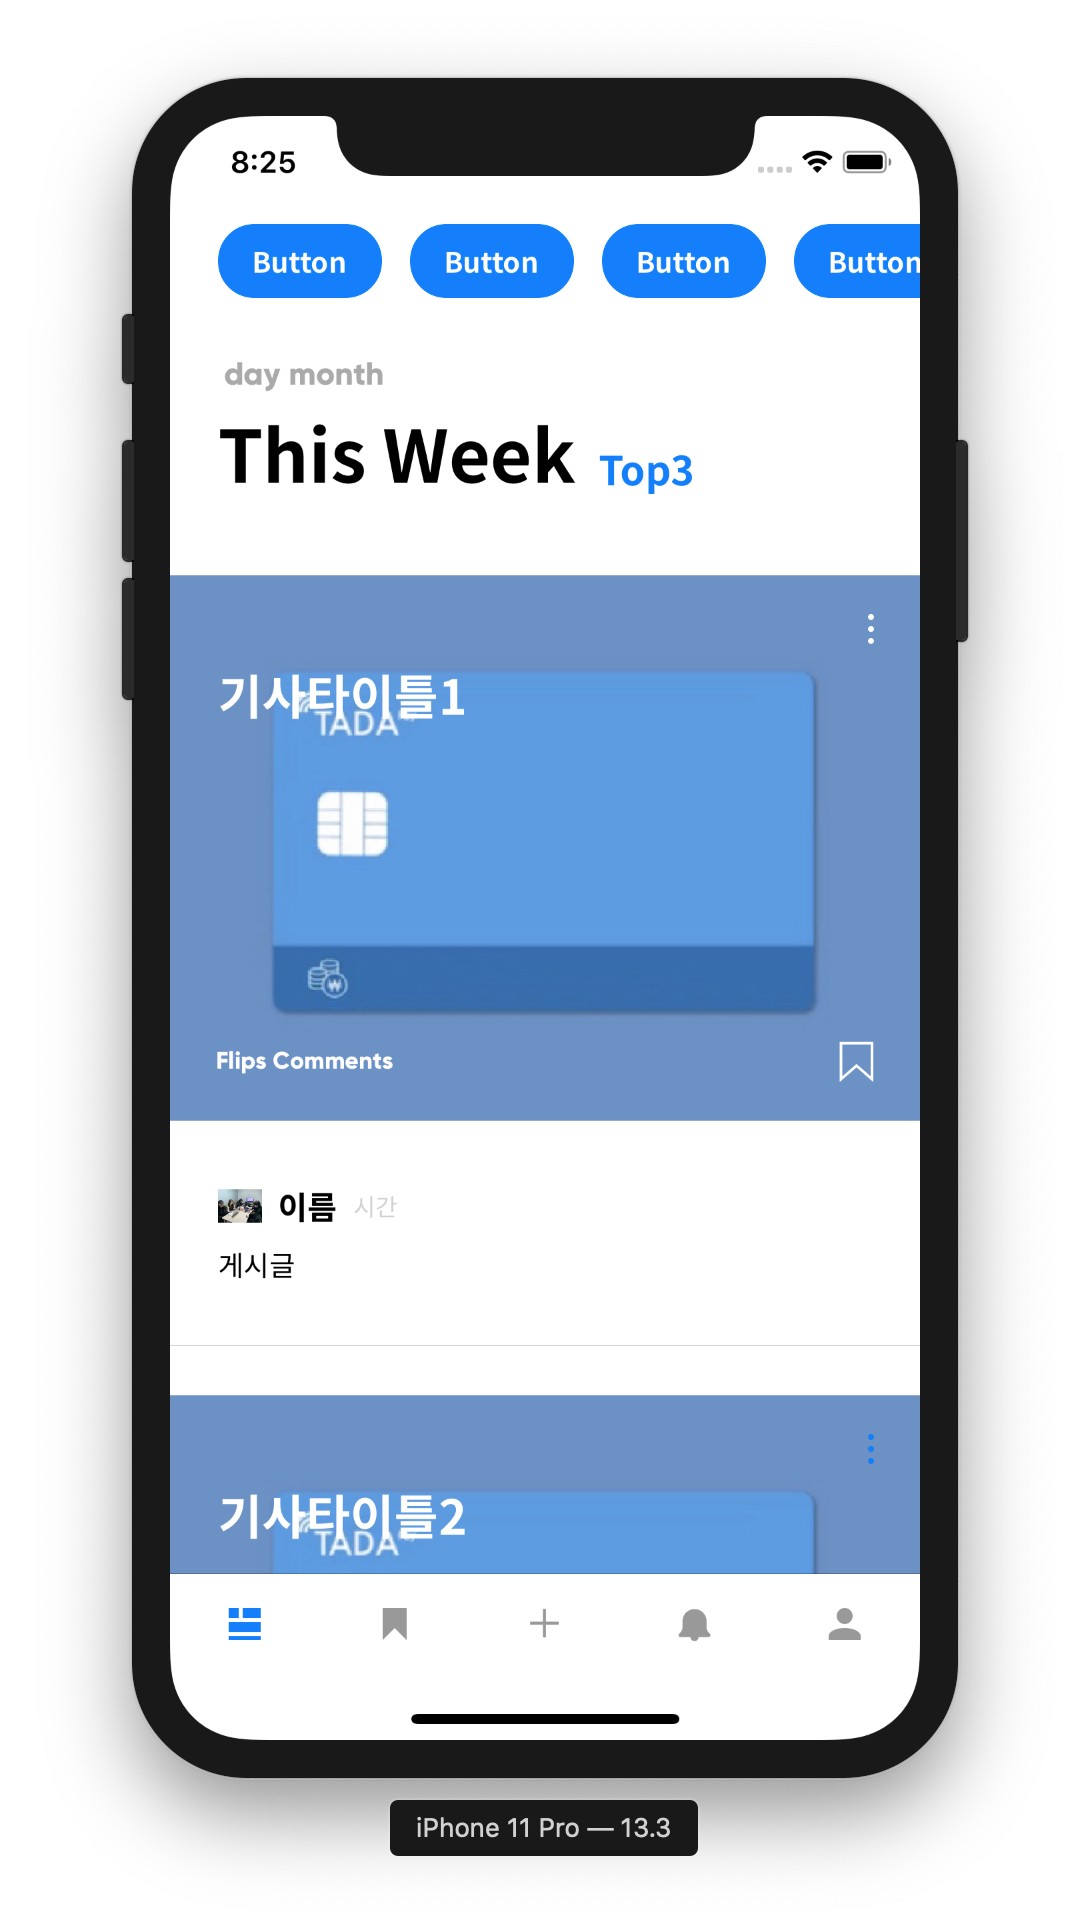 8:25
Button Button Button Button
day month
This Week Top3
기사타이틀1
TADA
Flips Comments
이름 시간
게시글
기사타이틀2
TADA
iPhone 11 Pro — 13.3